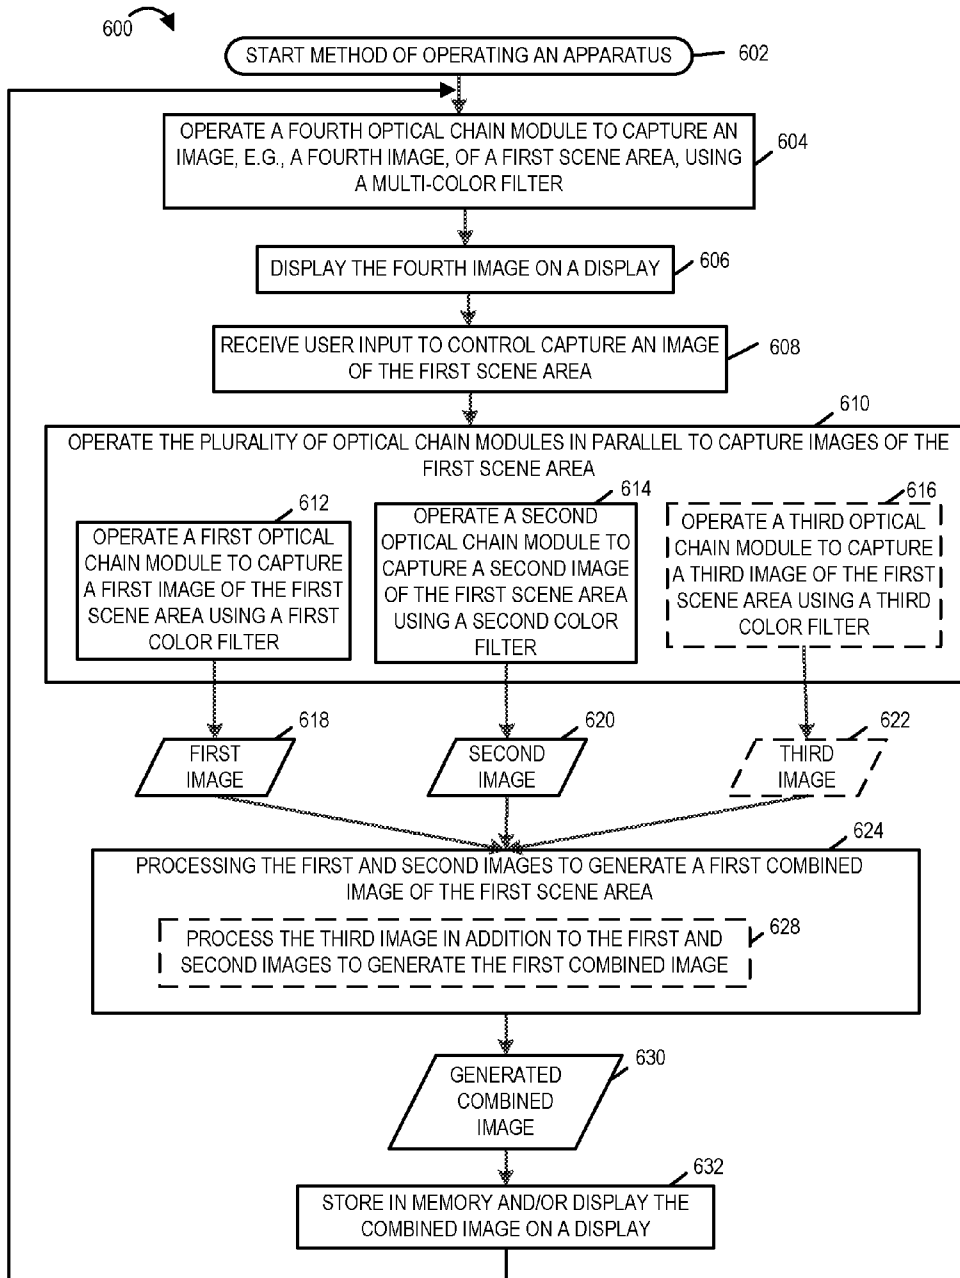 600
START METHOD OF OPERATING AN APPARATUS
602
OPERATE A FOURTH OPTICAL CHAIN MODULE TO CAPTURE AN
IMAGE, E.G., A FOURTH IMAGE, OF A FIRST SCENE AREA, USING
A MULTI-COLOR FILTER
604
DISPLAY THE FOURTH IMAGE ON A DISPLAY
606
RECEIVE USER INPUT TO CONTROL CAPTURE AN IMAGE
OF THE FIRST SCENE AREA
608
610
OPERATE THE PLURALITY OF OPTICAL CHAIN MODULES IN PARALLEL TO CAPTURE IMAGES OF THE
FIRST SCENE AREA
612
OPERATE A FIRST OPTICAL
CHAIN MODULE TO CAPTURE
A FIRST IMAGE OF THE FIRST
SCENE AREA USING A FIRST
COLOR FILTER
614
OPERATE A SECOND
OPTICAL CHAIN MODULE TO
CAPTURE A SECOND IMAGE
OF THE FIRST SCENE AREA
USING A SECOND COLOR
FILTER
616
OPERATE A THIRD OPTICAL
CHAIN MODULE TO CAPTURE
A THIRD IMAGE OF THE FIRST
SCENE AREA USING A THIRD
COLOR FILTER
618
FIRST
IMAGE
620
SECOND
IMAGE
622
THIRD
IMAGE
624
PROCESSING THE FIRST AND SECOND IMAGES TO GENERATE A FIRST COMBINED
IMAGE OF THE FIRST SCENE AREA
628
PROCESS THE THIRD IMAGE IN ADDITION TO THE FIRST AND
SECOND IMAGES TO GENERATE THE FIRST COMBINED IMAGE
630
GENERATED
COMBINED
IMAGE
632
STORE IN MEMORY AND/OR DISPLAY THE
COMBINED IMAGE ON A DISPLAY